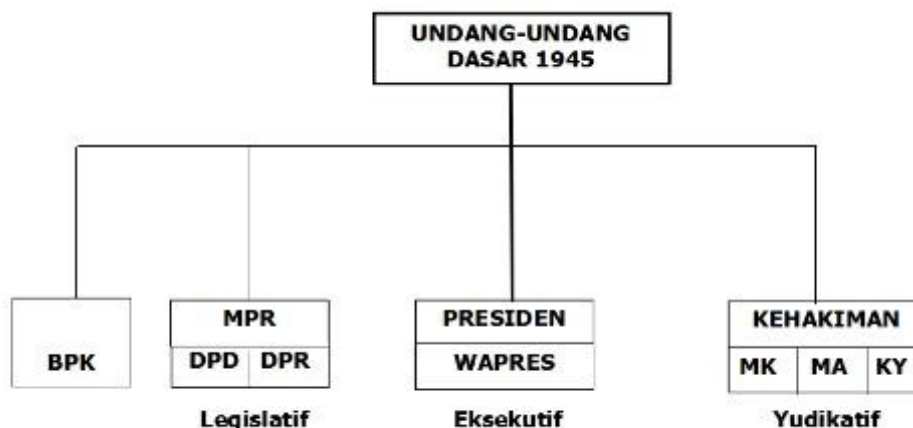 UNDANG-UNDANG
DASAR 1945
BPK
MPR
DPD DPR
Legislatif
PRESIDEN
WAPRES
Eksekutif
KEHAKIMAN
MK MA KY
Yudikatif